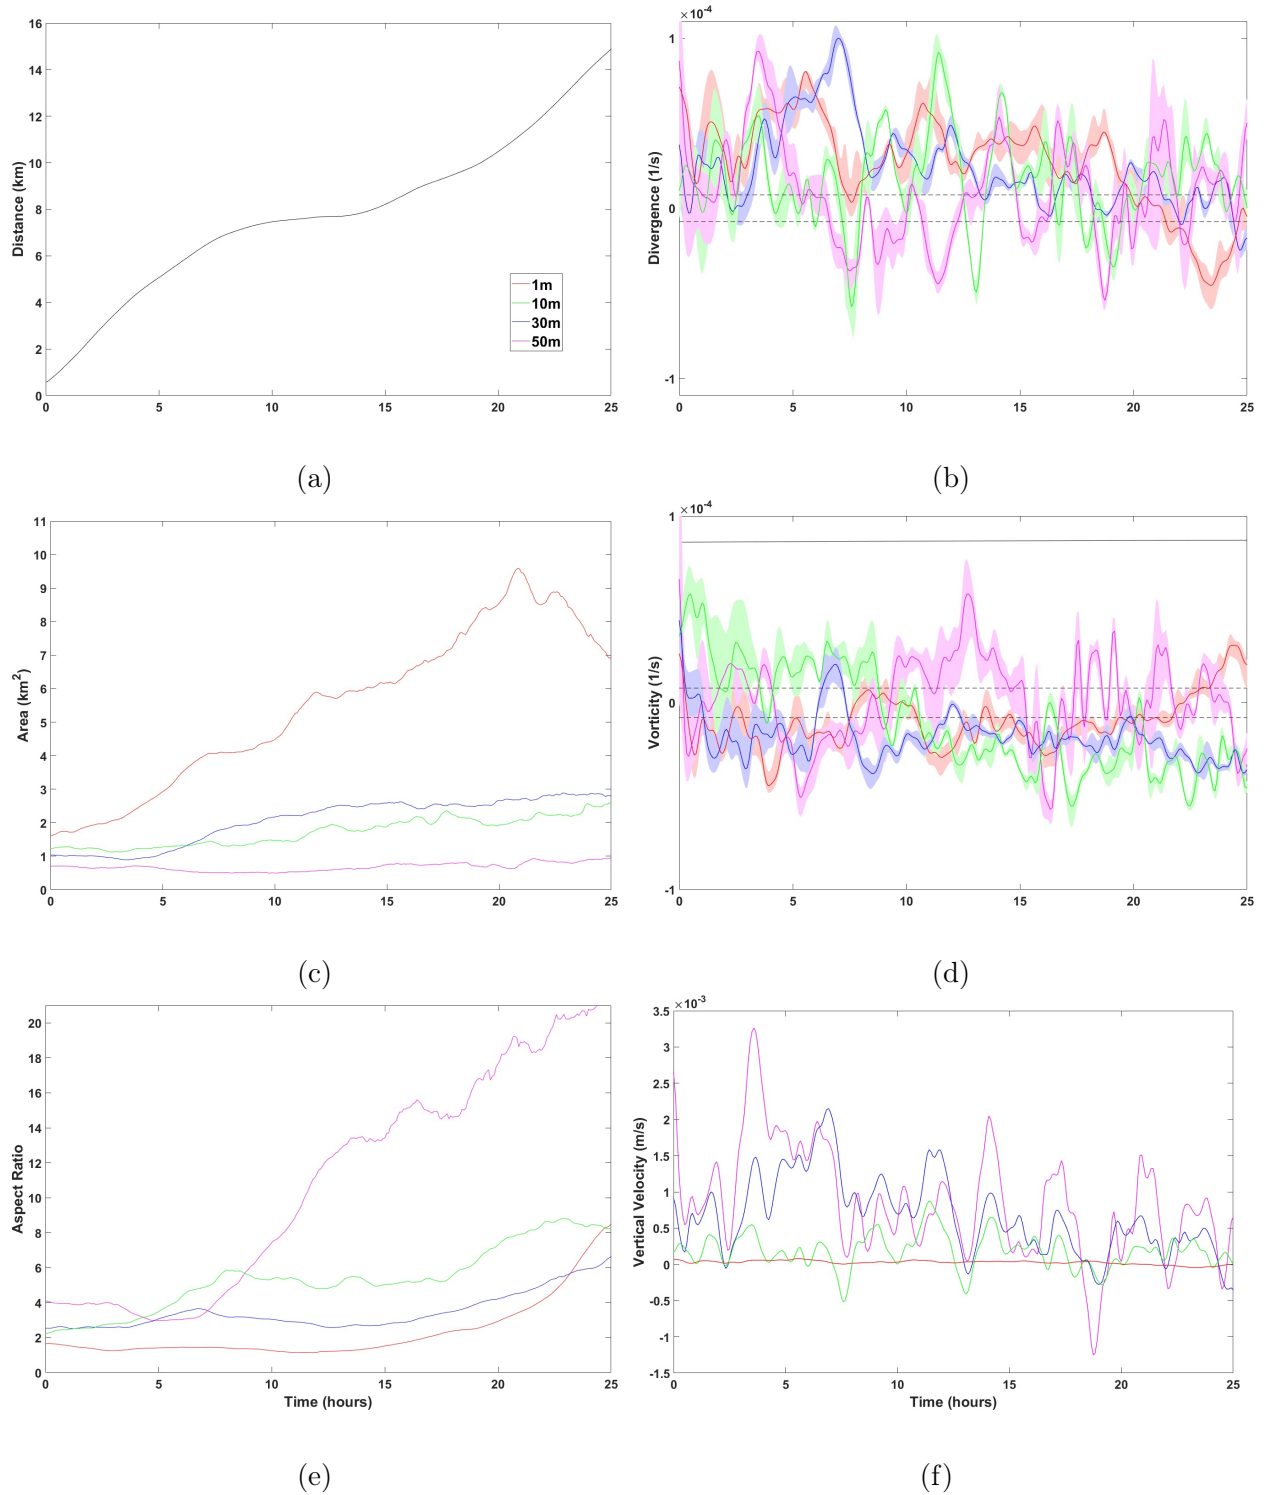 16
14
12
10
8
6
4
2
0
Distance (km)
0 5 10 15 20 25
1m
10m
30m
50m
(a)
×10-4
1
0
-1
Divergence (1/s)
0 5 10 15 20 25
(b)
11
10
9
8
7
6
5
4
3
2
1
0
Area (km2)
0 5 10 15 20 25
(c)
×10-4
1
0
-1
Vorticity (1/s)
0 5 10 15 20 25
(d)
20
18
16
14
12
10
8
6
4
2
0
Aspect Ratio
0 5 10 15 20 25
Time (hours)
(e)
×10-3
3.5
3
2.5
2
1.5
1
0.5
0
-0.5
-1
-1.5
Vertical Velocity (m/s)
0 5 10 15 20 25
Time (hours)
(f)